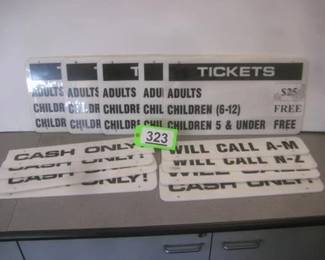 TICKETS
ADULTS ADULTS ADULTS ADULTS $25
CHILDR CHILDR CHILDRE CHIL CHILDREN (6-12) FREE
CHILDR CHILDR CHILDRE CHIL CHILDREN 5 & UNDER FREE
323
CASH ONLY!
WILL CALL A-M
CASH ONLY!
WILL CALL N-Z
CASH ONLY!
CASH ONLY!